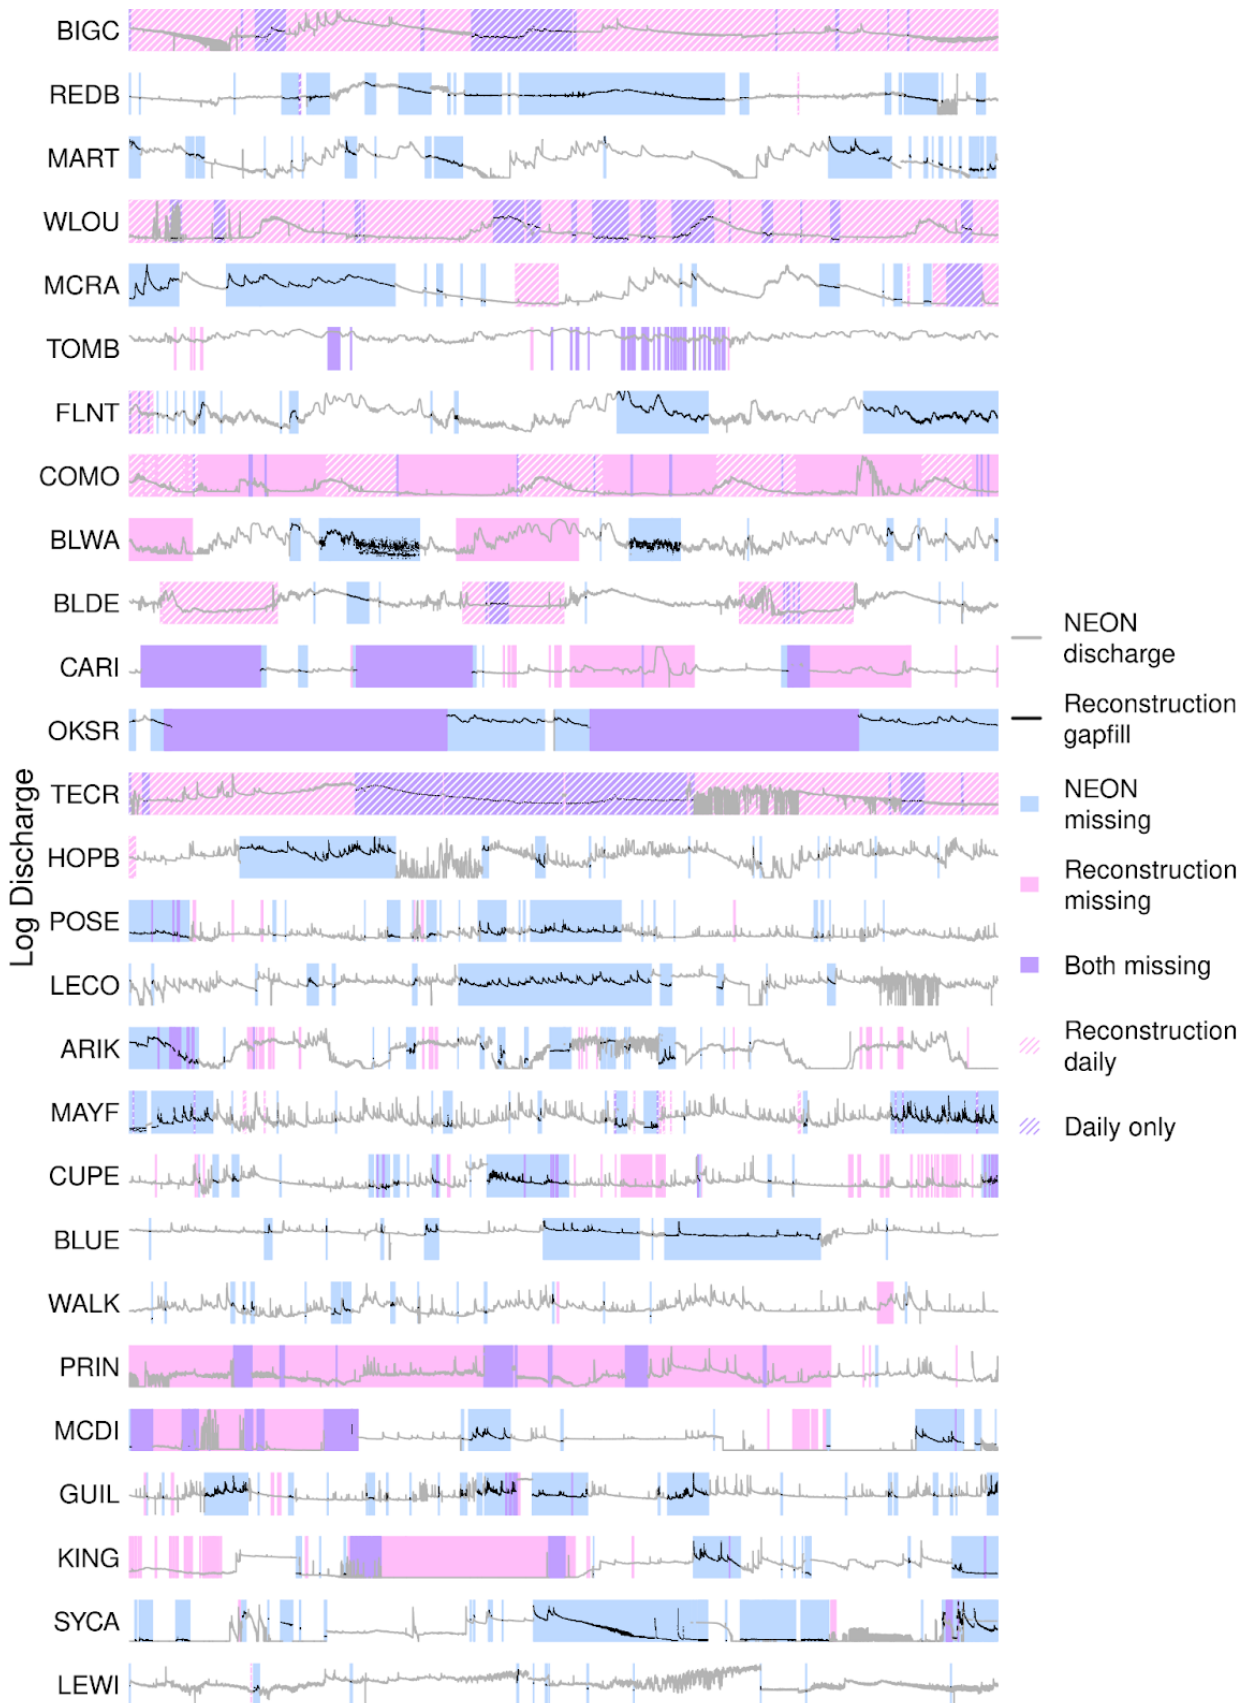 BIGC
REDB
MART
WLOU
MCRA
TOMB
FLNT
COMO
BLWA
BLDE
CARI
OKSR
TECR
HOPB
POSE
LECO
ARIK
MAYF
CUPE
BLUE
WALK
PRIN
MCDI
GUIL
KING
SYCA
LEWI
Log Discharge
NEON
discharge
Reconstruction
gapfill
NEON
missing
Reconstruction
missing
Both missing
Reconstruction
daily
Daily only